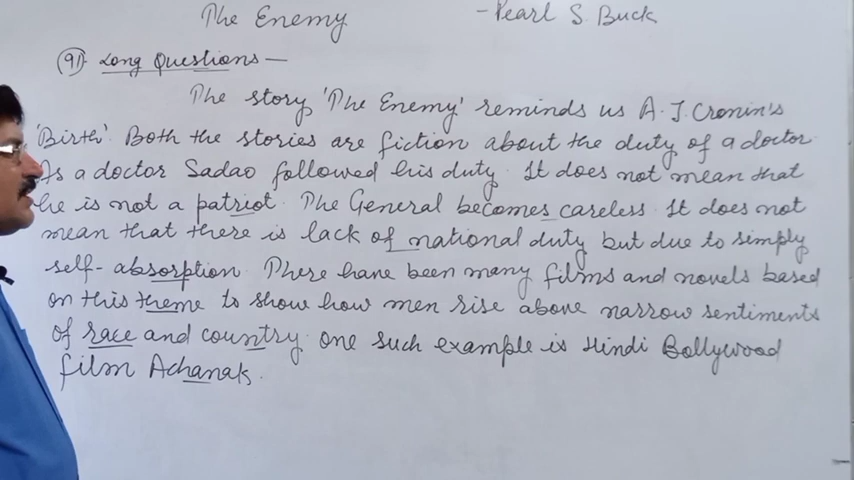 The Enemy - Pearl S Buck
(91) Long Questions —
The story 'The Enemy' reminds us A.J. Cronin's
'Birth'. Both the stories are fiction about the duty of a doctor.
As a doctor Sadao followed his duty. It does not mean that
he is not a patriot. The General becomes careless. It does not
mean that there is lack of national duty but due to simply
self-absorption. There have been many films and novels based
on this theme to show how men rise above narrow sentiments
of race and country. one such example is Hindi Bollywood
film Achanak.